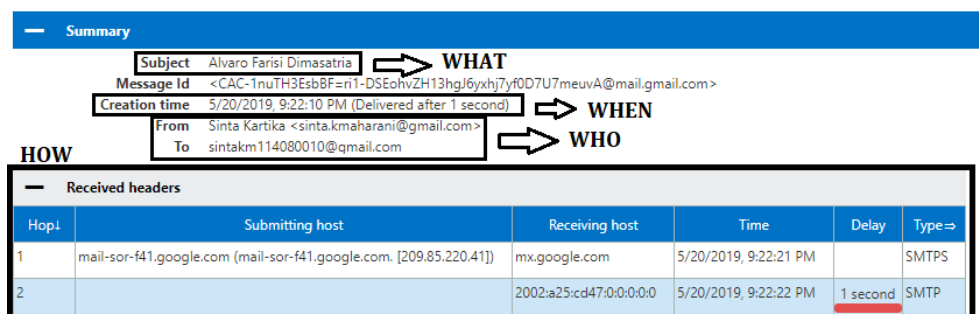 Summary
Subject Alvaro Farisi Dimasatria WHAT
Message Id <CAC-1nuTH3EsbBF=ri1-DSEohvZH13hgJ6yxhj7yf0D7U7meuvA@mail.gmail.com>
Creation time 5/20/2019, 9:22:10 PM (Delivered after 1 second) WHEN
From Sinta Kartika <sinta.kmaharani@gmail.com>
To sintakm114080010@gmail.com WHO
HOW
Received headers
Hop↓ Submitting host Receiving host Time Delay Type⇒
1 mail-sor-f41.google.com (mail-sor-f41.google.com. [209.85.220.41]) mx.google.com 5/20/2019, 9:22:21 PM SMTPS
2 2002:a25:cd47:0:0:0:0:0 5/20/2019, 9:22:22 PM 1 second SMTP